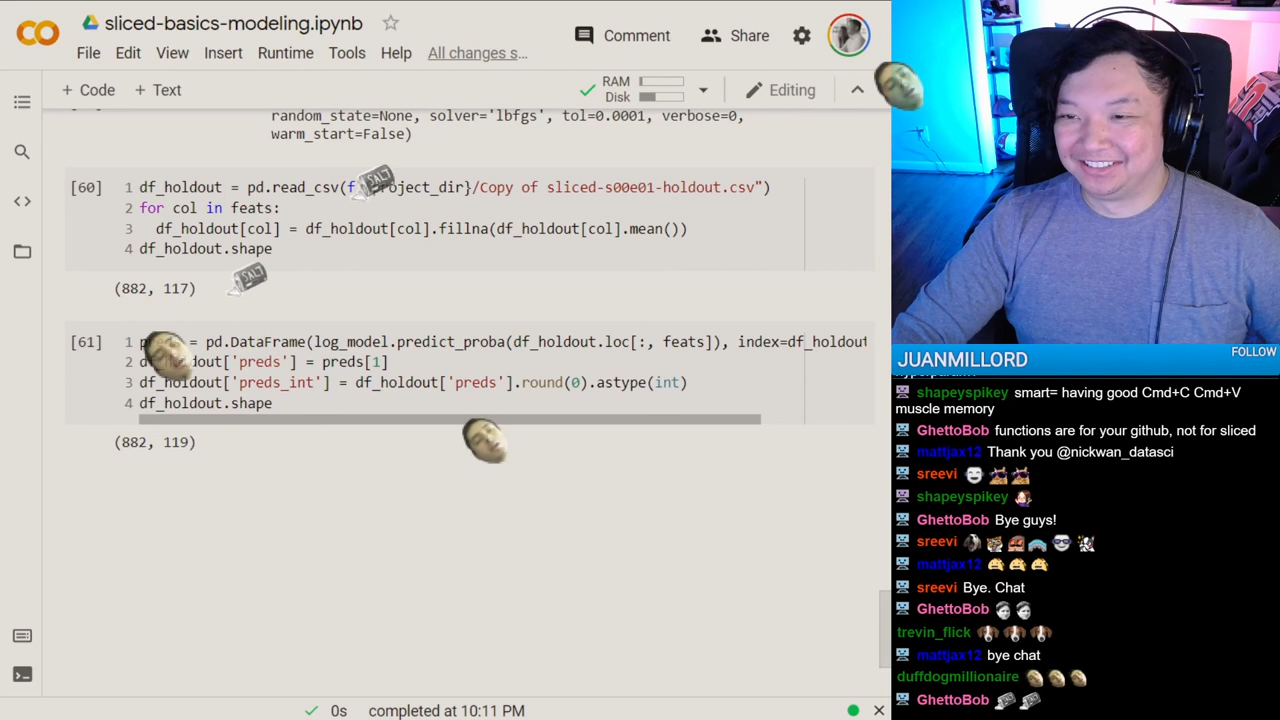 sliced-basics-modeling.ipynb
File Edit View Insert Runtime Tools Help All changes s...
Comment Share
+ Code + Text
RAM
Disk
Editing
random_state=None, solver='lbfgs', tol=0.0001, verbose=0,
warm_start=False)
[60] 1 df_holdout = pd.read_csv(f project_dir}/Copy of sliced-s00e01-holdout.csv")
2 for col in feats:
3 df_holdout[col] = df_holdout[col].fillna(df_holdout[col].mean())
4 df_holdout.shape
(882, 117)
[61] 1 = pd.DataFrame(log_model.predict_proba(df_holdout.loc[:, feats]), index=df_holdout
2 ['preds'] = preds[1]
3 df_holdout['preds_int'] = df_holdout['preds'].round(0).astype(int)
4 df_holdout.shape
(882, 119)
0s completed at 10:11 PM
SALT
SALT
JUANMILLORD
FOLLOW
shapeyspikey smart= having good Cmd+C Cmd+V
muscle memory
GhettoBob functions are for your github, not for sliced
mattjax12 Thank you @nickwan_datasci
sreevi
shapeyspikey
GhettoBob Bye guys!
sreevi
mattjax12
sreevi Bye. Chat
GhettoBob
trevin_flick
mattjax12 bye chat
duffdogmillionaire
GhettoBob